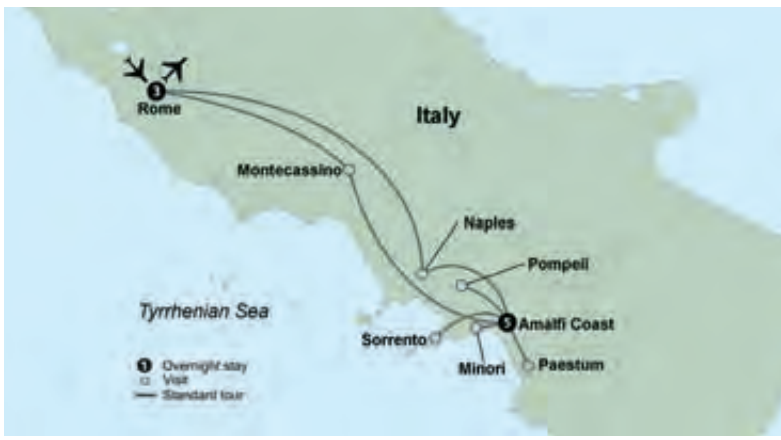 3
Rome
Italy
Montecassino
Naples
Pompeii
Tyrrhenian Sea
5
Amalfi Coast
Sorrento
Minori
Paestum
1 Overnight stay
Visit
Standard tour